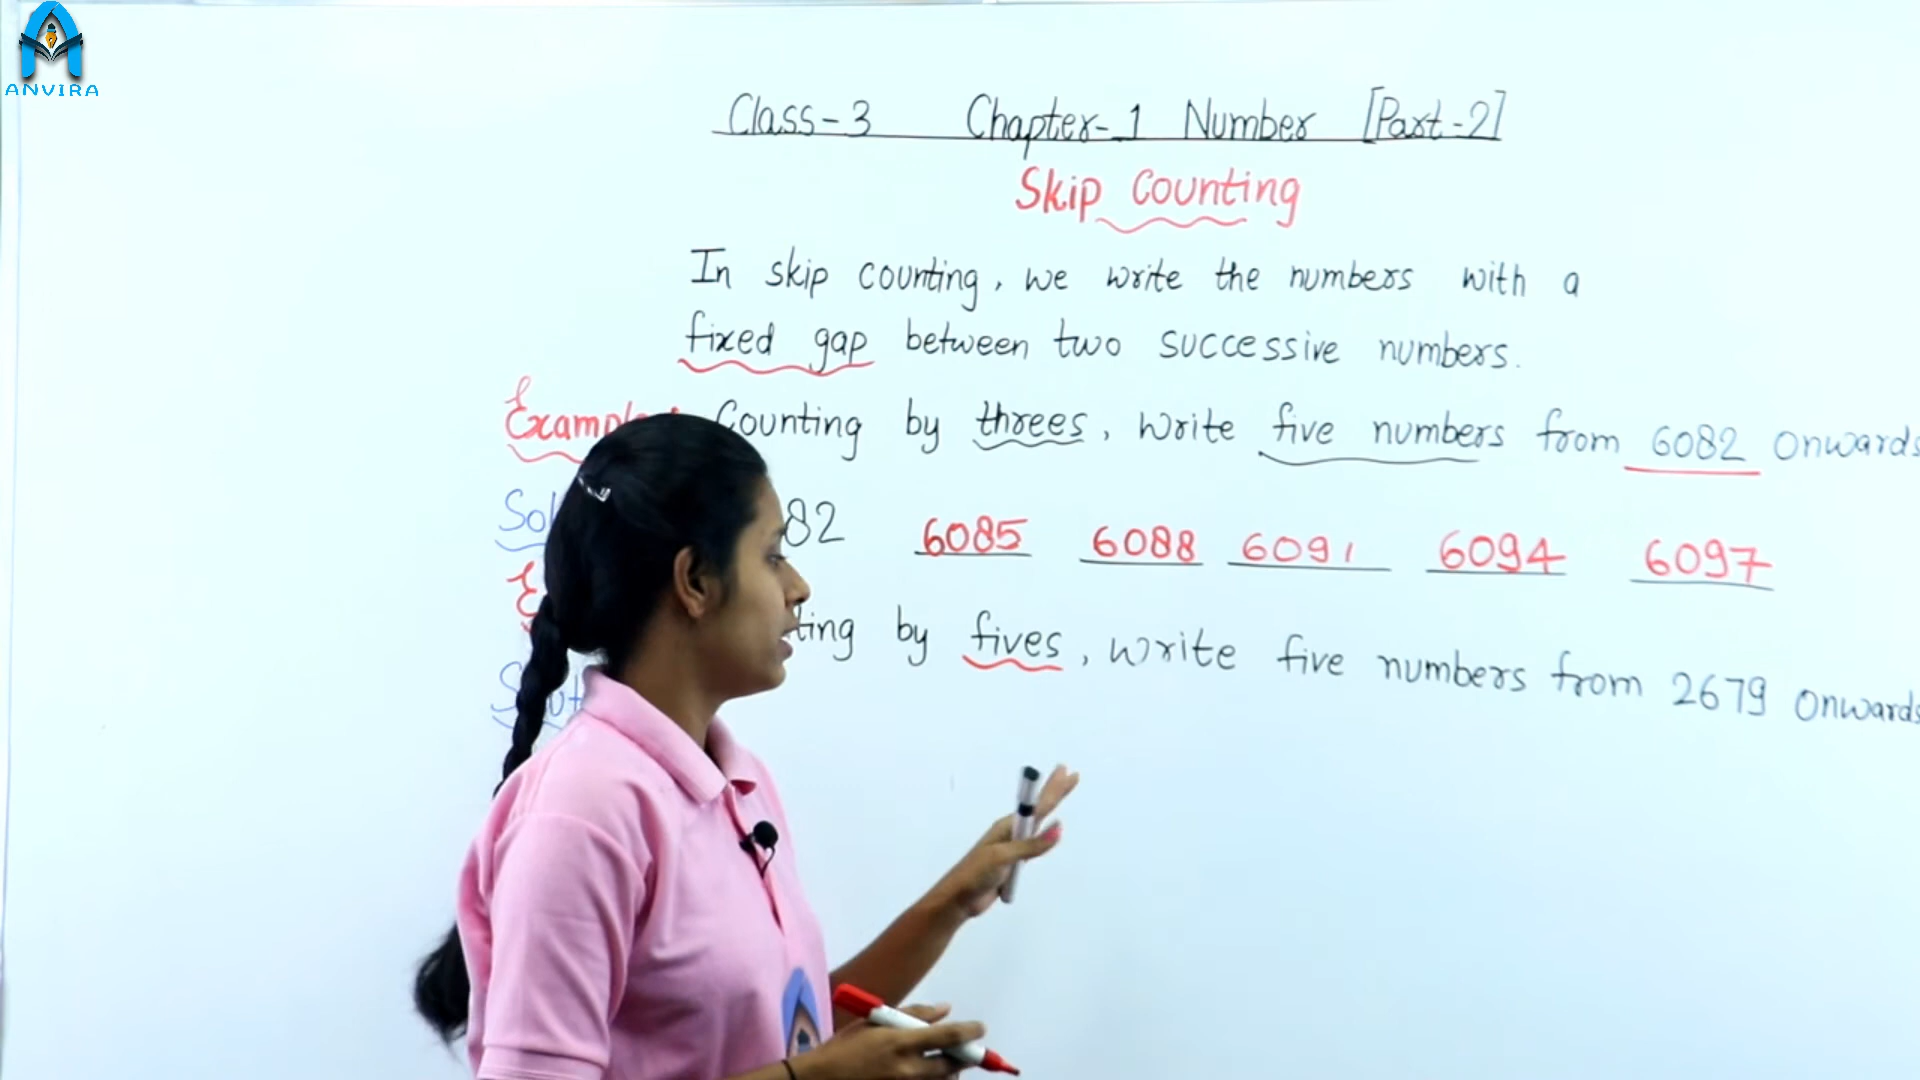 ANVIRA
Class-3 Chapter-1 Number [Part-2]
Skip Counting
In skip counting, we write the numbers with a
fixed gap between two successive numbers.
Counting by threes, write five numbers from 6082 onwards
82 6085 6088 6091 6094 6097
by fives, write five numbers from 2679 onwards